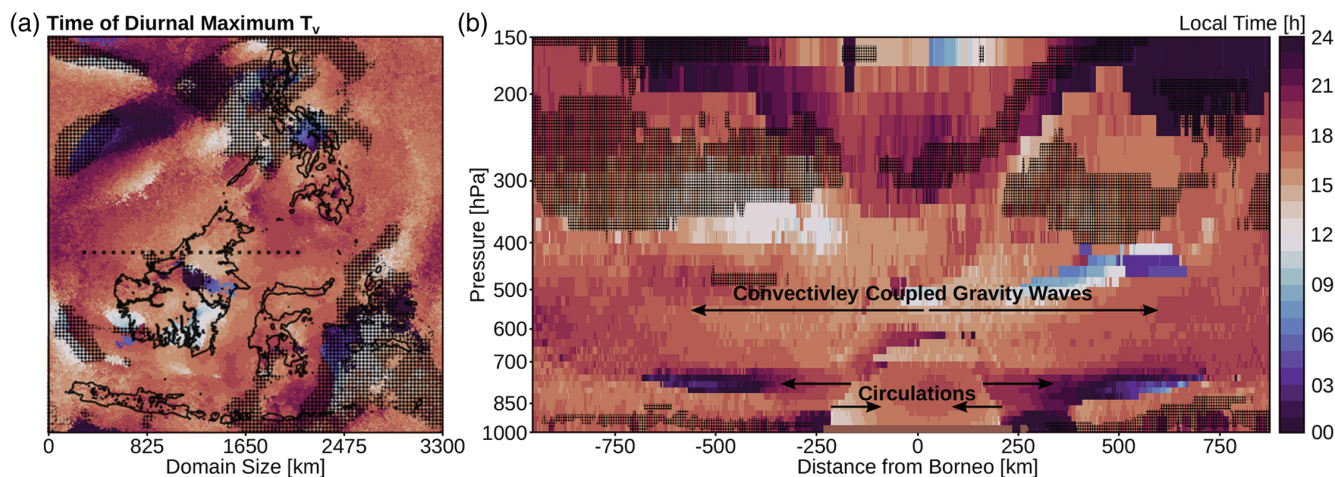 (a) Time of Diurnal Maximum Tv
0 825 1650 2475 3300
Domain Size [km]
(b)
Local Time [h]
Pressure [hPa]
150
200
300
400
500
600
700
850
1000
Convectivley Coupled Gravity Waves
Circulations
-750 -500 -250 0 250 500 750
Distance from Borneo [km]
24
21
18
15
12
09
06
03
00